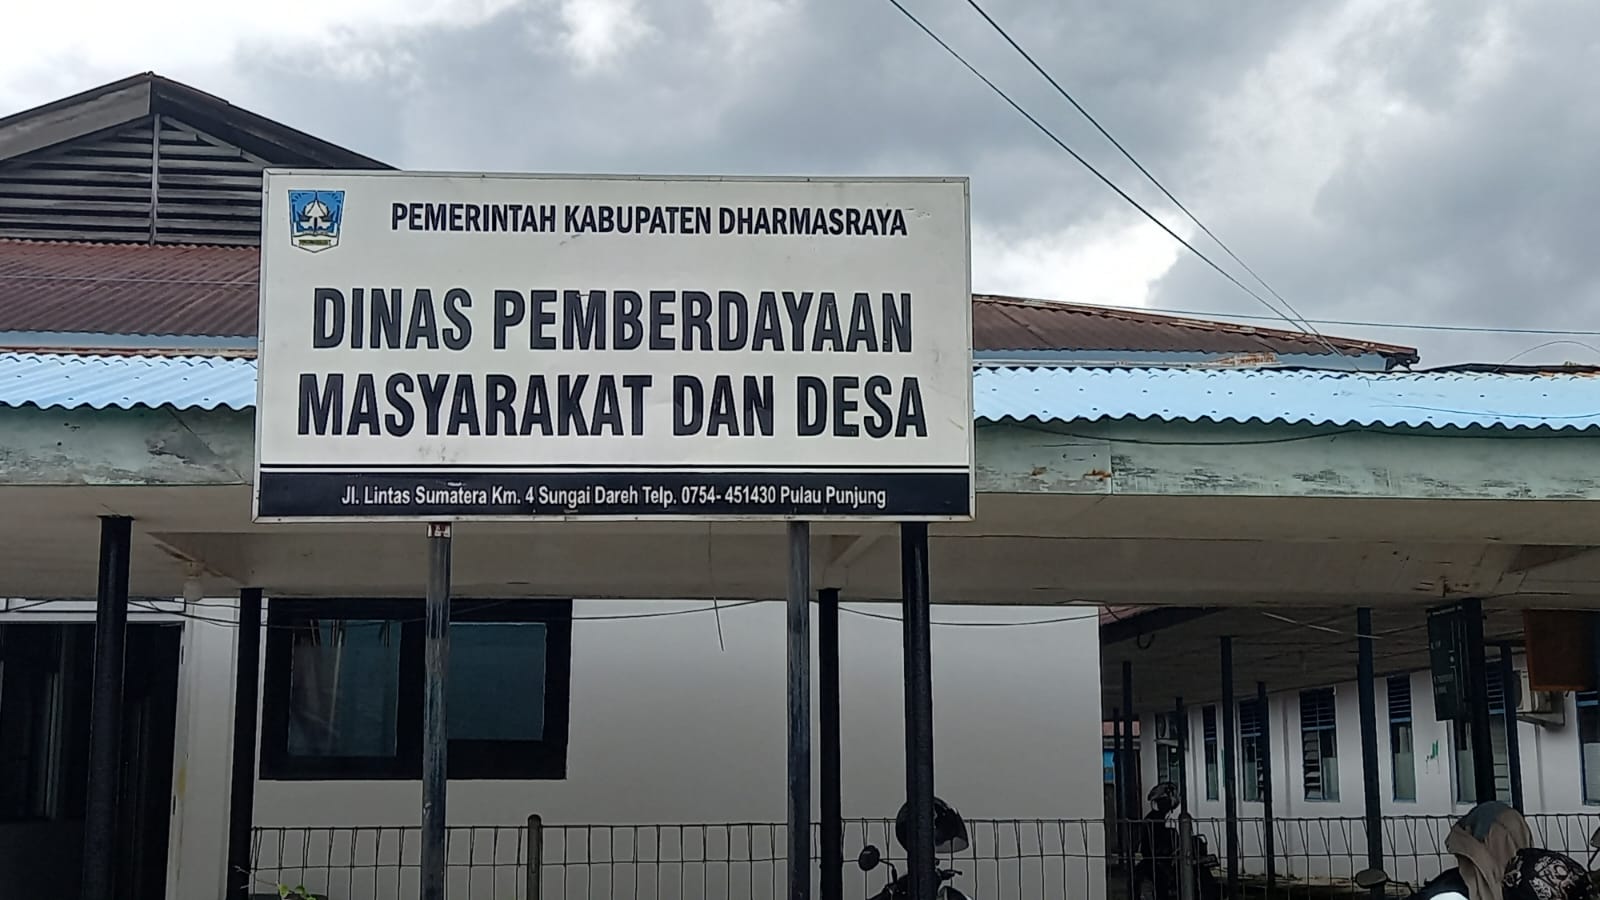 PEMERINTAH KABUPATEN DHARMASRAYA
DINAS PEMBERDAYAAN
MASYARAKAT DAN DESA
Jl. Lintas Sumatera Km. 4 Sungai Dareh Telp. 0754- 451430 Pulau Punjung